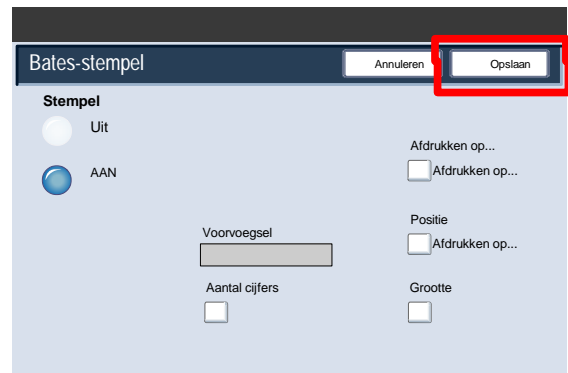 Bates-stempel
Annuleren
Opslaan
Stempel
Uit
AAN
Afdrukken op...
Afdrukken op...
Voorvoegsel
Positie
Afdrukken op...
Aantal cijfers
Grootte